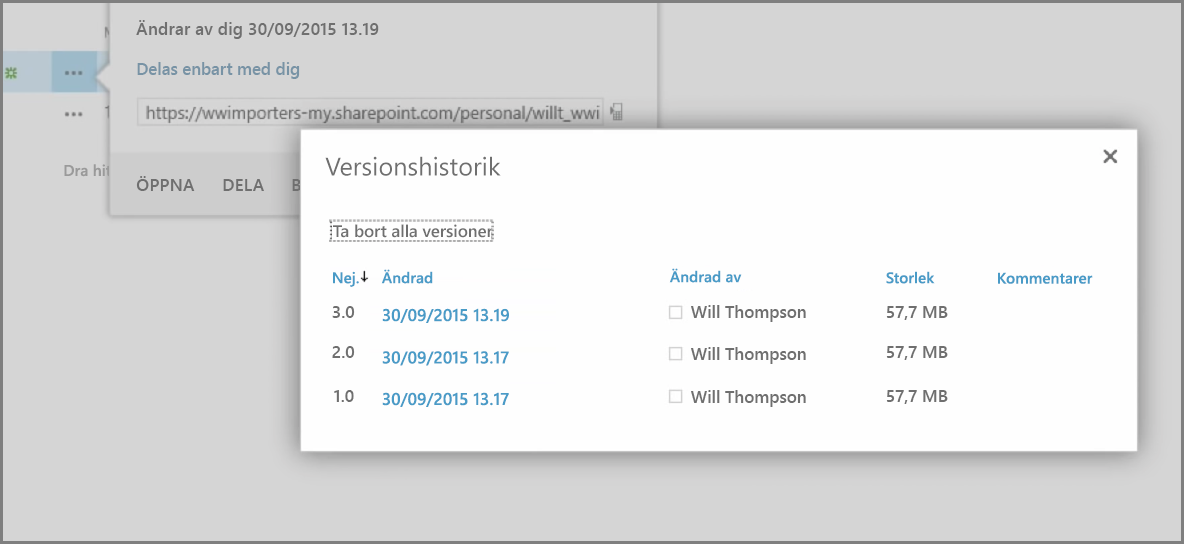 Ändrar av dig 30/09/2015 13.19
Delas enbart med dig
https://wwimporters-my.sharepoint.com/personal/willt_wwi
Dra hit
ÖPPNA DELA B
Versionshistorik
Ta bort alla versioner
Nej. Ändrad Ändrad av Storlek Kommentarer
3.0 30/09/2015 13.19 Will Thompson 57,7 MB
2.0 30/09/2015 13.17 Will Thompson 57,7 MB
1.0 30/09/2015 13.17 Will Thompson 57,7 MB